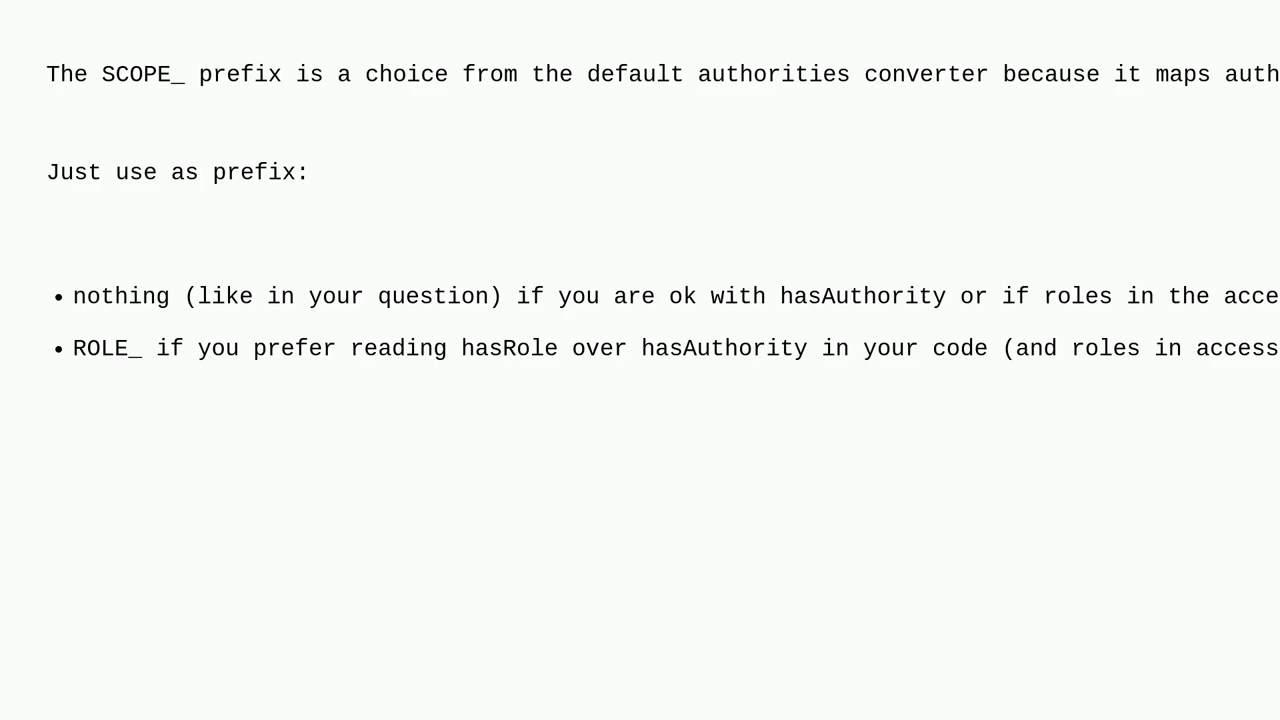 The SCOPE_ prefix is a choice from the default authorities converter because it maps auth
Just use as prefix:
• nothing (like in your question) if you are ok with hasAuthority or if roles in the acce
• ROLE_ if you prefer reading hasRole over hasAuthority in your code (and roles in access